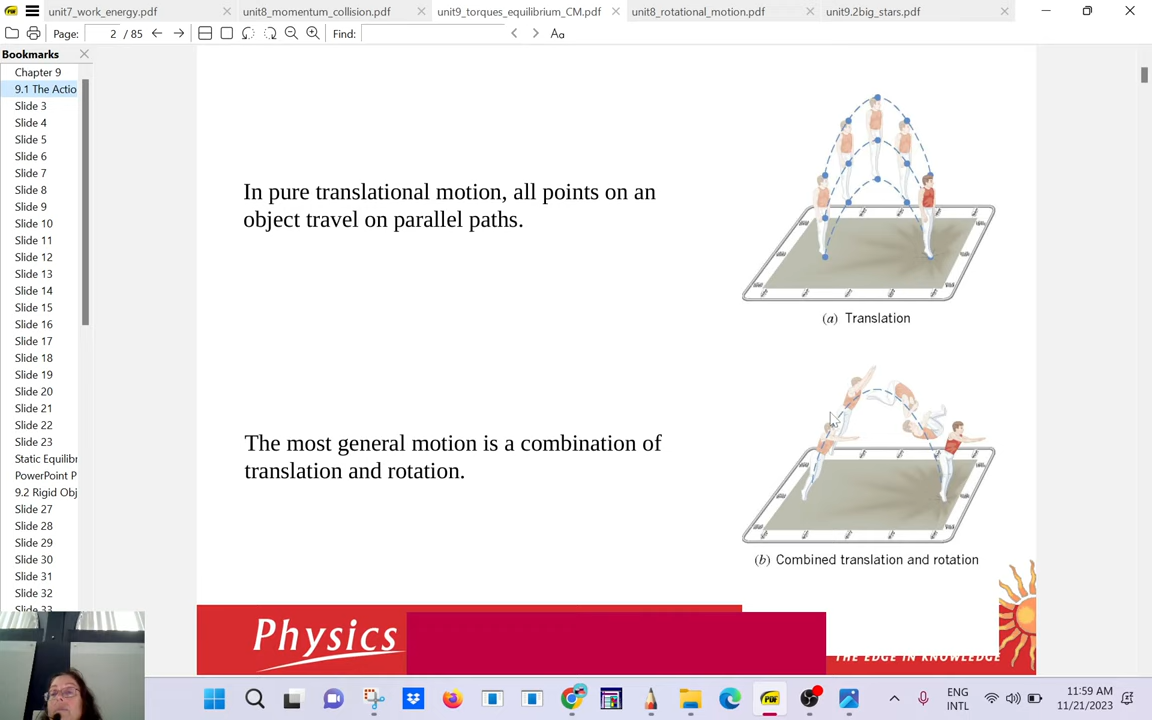 unit7_work_energy.pdf
unit8_momentum_collision.pdf
unit9_torques_equilibrium_CM.pdf
unit8_rotational_motion.pdf
unit9.2big_stars.pdf
Page: 2 / 85
Find:
Aa
Bookmarks
Chapter 9
9.1 The Actio
Slide 3
Slide 4
Slide 5
Slide 6
Slide 7
Slide 8
Slide 9
Slide 10
Slide 11
Slide 12
Slide 13
Slide 14
Slide 15
Slide 16
Slide 17
Slide 18
Slide 19
Slide 20
Slide 21
Slide 22
Slide 23
Static Equilibr
PowerPoint P
9.2 Rigid Obj
Slide 27
Slide 28
Slide 29
Slide 30
Slide 31
Slide 32
Slide 33
In pure translational motion, all points on an
object travel on parallel paths.
(a) Translation
The most general motion is a combination of
translation and rotation.
(b) Combined translation and rotation
Physics
THE EDGE IN KNOWLEDGE
ENG
INTL
11:59 AM
11/21/2023